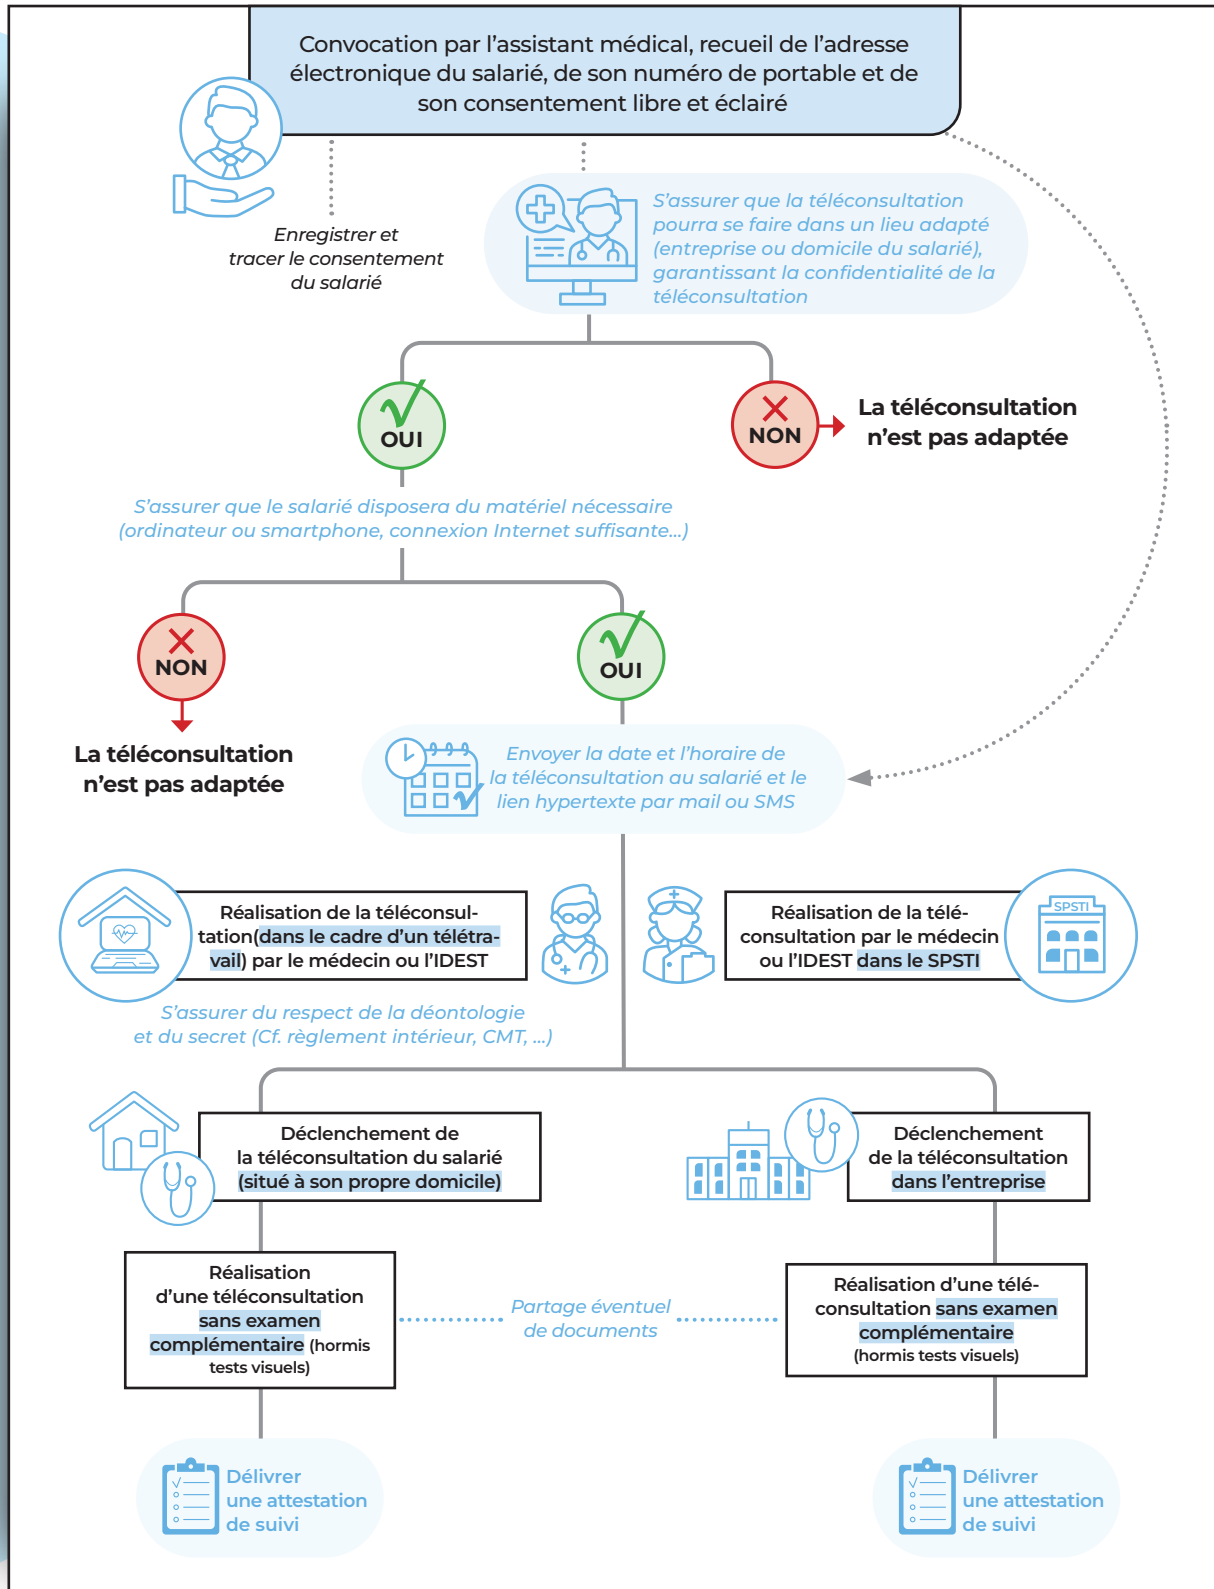 Convocation par l’assistant médical, recueil de l’adresse
électronique du salarié, de son numéro de portable et de
son consentement libre et éclairé
Enregistrer et
tracer le consentement
du salarié
S’assurer que la téléconsultation
pourra se faire dans un lieu adapté
(entreprise ou domicile du salarié),
garantissant la confidentialité de la
téléconsultation
OUI
NON
La téléconsultation
n’est pas adaptée
S’assurer que le salarié disposera du matériel nécessaire
(ordinateur ou smartphone, connexion Internet suffisante…)
NON
OUI
La téléconsultation
n’est pas adaptée
Envoyer la date et l’horaire de
la téléconsultation au salarié et le
lien hypertexte par mail ou SMS
Réalisation de la téléconsul-
tation(dans le cadre d’un télétra-
vail) par le médecin ou l’IDEST
Réalisation de la télé-
consultation par le médecin
ou l’IDEST dans le SPSTI
SPSTI
S’assurer du respect de la déontologie
et du secret (Cf. règlement intérieur, CMT, …)
Déclenchement de
la téléconsultation du salarié
(situé à son propre domicile)
Déclenchement
de la téléconsultation
dans l’entreprise
Réalisation
d’une téléconsultation
sans examen
complémentaire (hormis
tests visuels)
Partage éventuel
de documents
Réalisation d’une télé-
consultation sans examen
complémentaire
(hormis tests visuels)
Délivrer
une attestation
de suivi
Délivrer
une attestation
de suivi